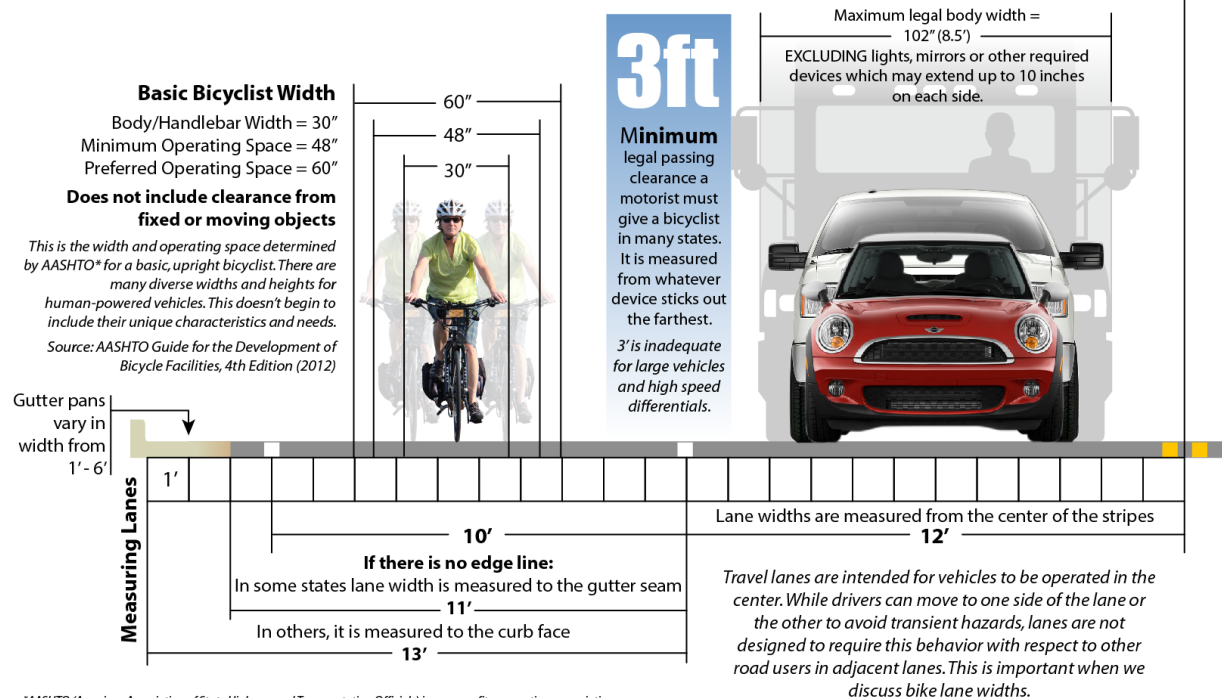 Basic Bicyclist Width
Body/Handlebar Width = 30”
Minimum Operating Space = 48”
Preferred Operating Space = 60”
Does not include clearance from
fixed or moving objects
This is the width and operating space determined
by AASHTO* for a basic, upright bicyclist. There are
many diverse widths and heights for
human-powered vehicles. This doesn’t begin to
include their unique characteristics and needs.
Source: AASHTO Guide for the Development of
Bicycle Facilities, 4th Edition (2012)
60”
48”
30”
3ft
Minimum
legal passing
clearance a
motorist must
give a bicyclist
in many states.
It is measured
from whatever
device sticks out
the farthest.
3’ is inadequate
for large vehicles
and high speed
differentials.
Maximum legal body width =
102” (8.5’)
EXCLUDING lights, mirrors or other required
devices which may extend up to 10 inches
on each side.
Gutter pans
vary in
width from
1’ - 6’
Measuring Lanes
1’
10’
If there is no edge line:
In some states lane width is measured to the gutter seam
11’
In others, it is measured to the curb face
13’
Lane widths are measured from the center of the stripes
12’
Travel lanes are intended for vehicles to be operated in the
center. While drivers can move to one side of the lane or
the other to avoid transient hazards, lanes are not
designed to require this behavior with respect to other
road users in adjacent lanes. This is important when we
discuss bike lane widths.